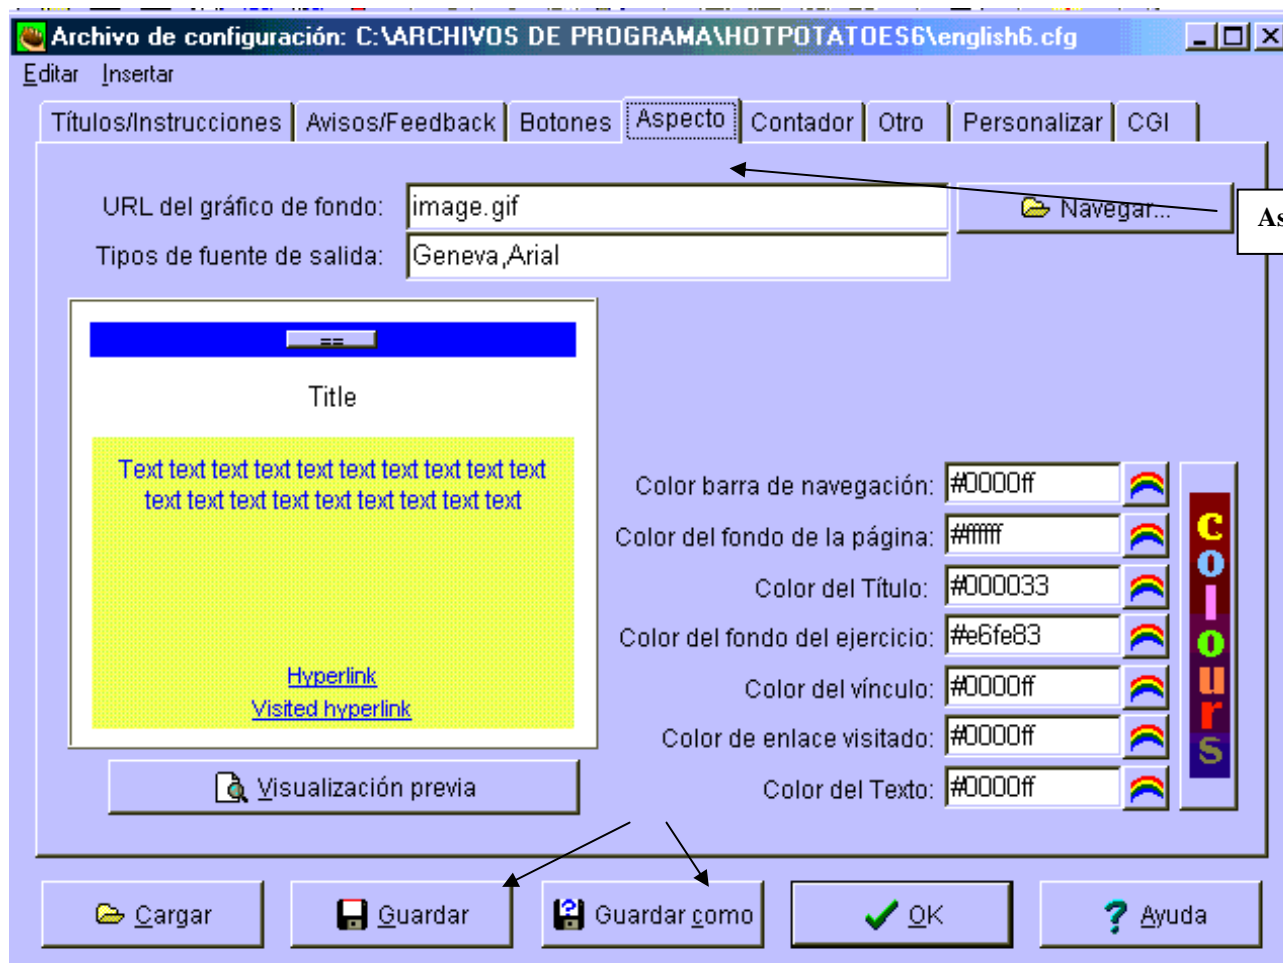 Archivo de configuración: C:\ARCHIVOS DE PROGRAMA\HOTPOTATOES6\english6.cfg
Editar Insertar
Títulos/Instrucciones Avisos/Feedback Botones Aspecto Contador Otro Personalizar CGI
URL del gráfico de fondo: image.gif Navegar...
As
Tipos de fuente de salida: Geneva,Arial
==
Title
Text text text text text text text text text text
text text text text text text text text text
Hyperlink
Visited hyperlink
Visualización previa
Color barra de navegación: #0000ff
Color del fondo de la página: #ffffff
Color del Título: #000033
Color del fondo del ejercicio: #e6fe83
Color del vínculo: #0000ff
Color de enlace visitado: #0000ff
Color del Texto: #0000ff
colours
Cargar Guardar Guardar como OK Ayuda